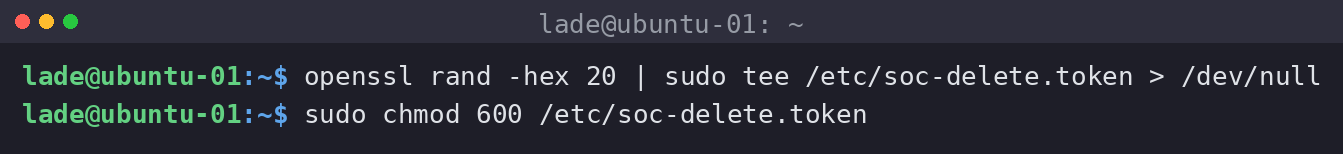 lade@ubuntu-01: ~
lade@ubuntu-01:~$ openssl rand -hex 20 | sudo tee /etc/soc-delete.token > /dev/null
lade@ubuntu-01:~$ sudo chmod 600 /etc/soc-delete.token